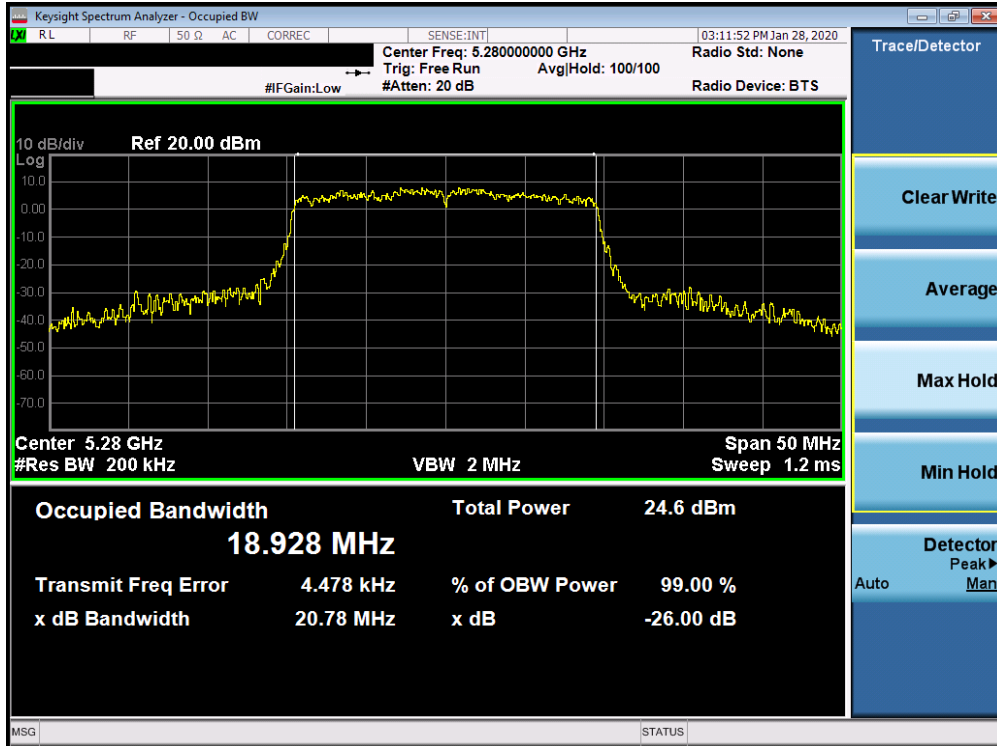 Keysight Spectrum Analyzer - Occupied BW
LXI RL RF 50 Ω AC CORREC SENSE:INT 03:11:52 PM Jan 28, 2020
Center Freq: 5.280000000 GHz Radio Std: None
Trig: Free Run Avg|Hold: 100/100
#IFGain:Low #Atten: 20 dB Radio Device: BTS
10 dB/div Ref 20.00 dBm
Log
10.0
0.00
-10.0
-20.0
-30.0
-40.0
-50.0
-60.0
-70.0
Center 5.28 GHz Span 50 MHz
#Res BW 200 kHz VBW 2 MHz Sweep 1.2 ms
Occupied Bandwidth Total Power 24.6 dBm
18.928 MHz
Transmit Freq Error 4.478 kHz % of OBW Power 99.00 %
x dB Bandwidth 20.78 MHz x dB -26.00 dB
MSG STATUS
Trace/Detector
Clear Write
Average
Max Hold
Min Hold
Detector
Peak▶
Auto Man